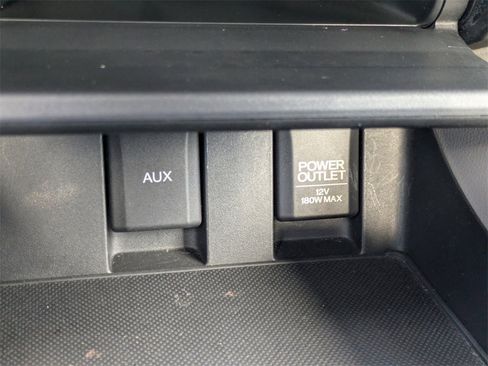 AUX
POWER
OUTLET
12V
180W MAX